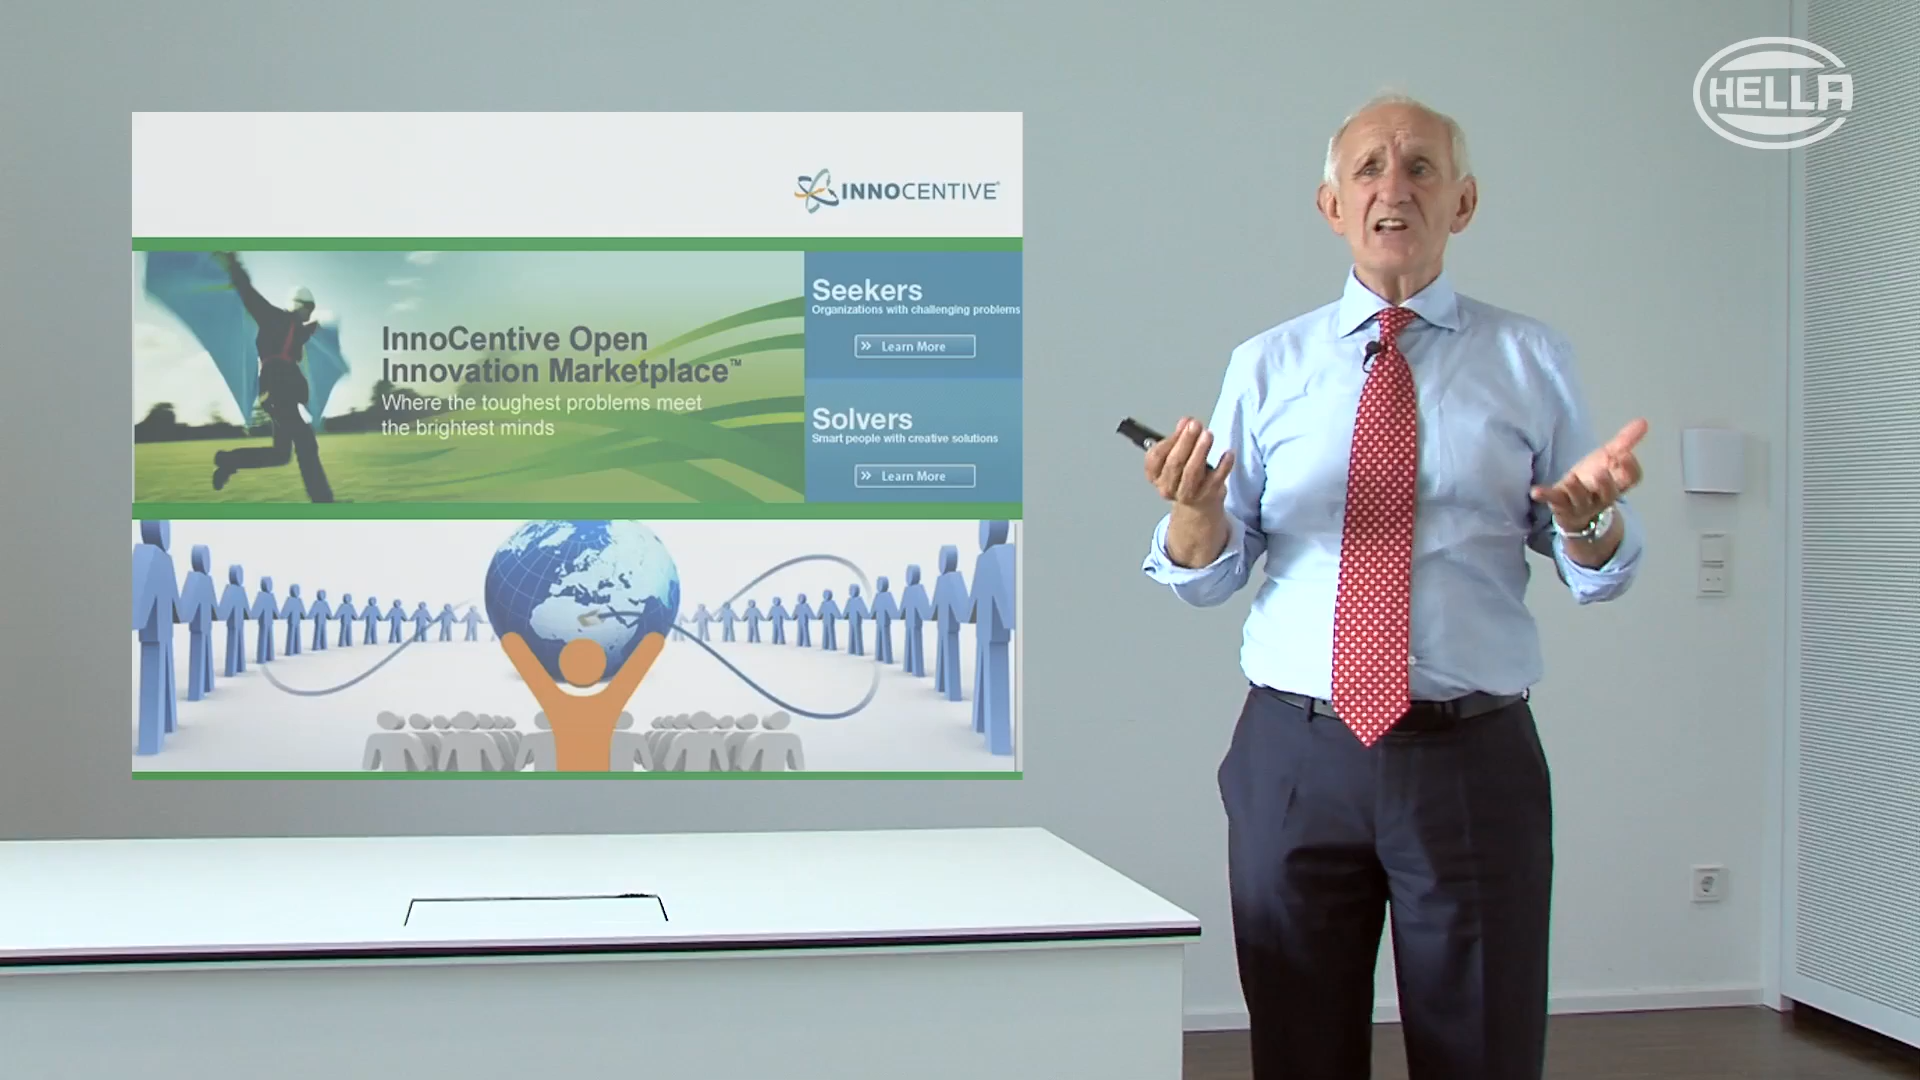 HELLA
INNOCENTIVE®
InnoCentive Open
Innovation Marketplace™
Where the toughest problems meet
the brightest minds
Seekers
Organizations with challenging problems
» Learn More
Solvers
Smart people with creative solutions
» Learn More